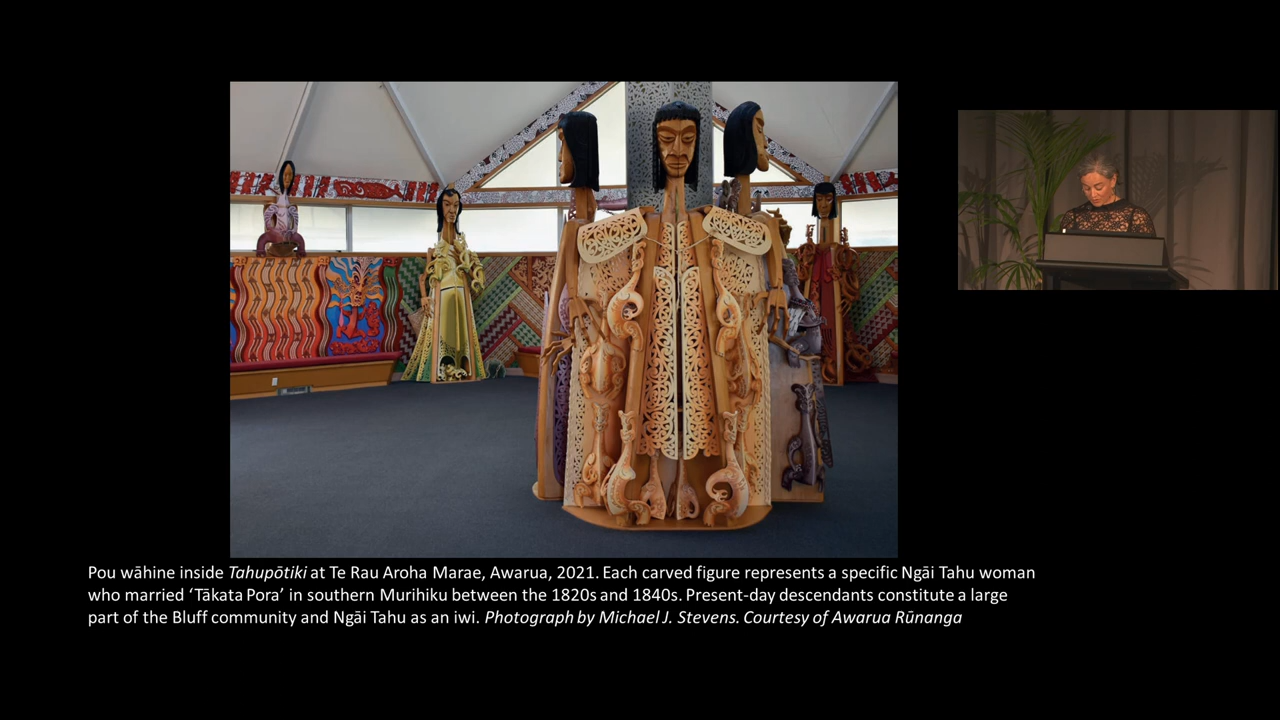 Pou wāhine inside Tahupōtiki at Te Rau Aroha Marae, Awarua, 2021. Each carved figure represents a specific Ngāi Tahu woman
who married ‘Tākata Pora’ in southern Murihiku between the 1820s and 1840s. Present-day descendants constitute a large
part of the Bluff community and Ngāi Tahu as an iwi. Photograph by Michael J. Stevens. Courtesy of Awarua Rūnanga